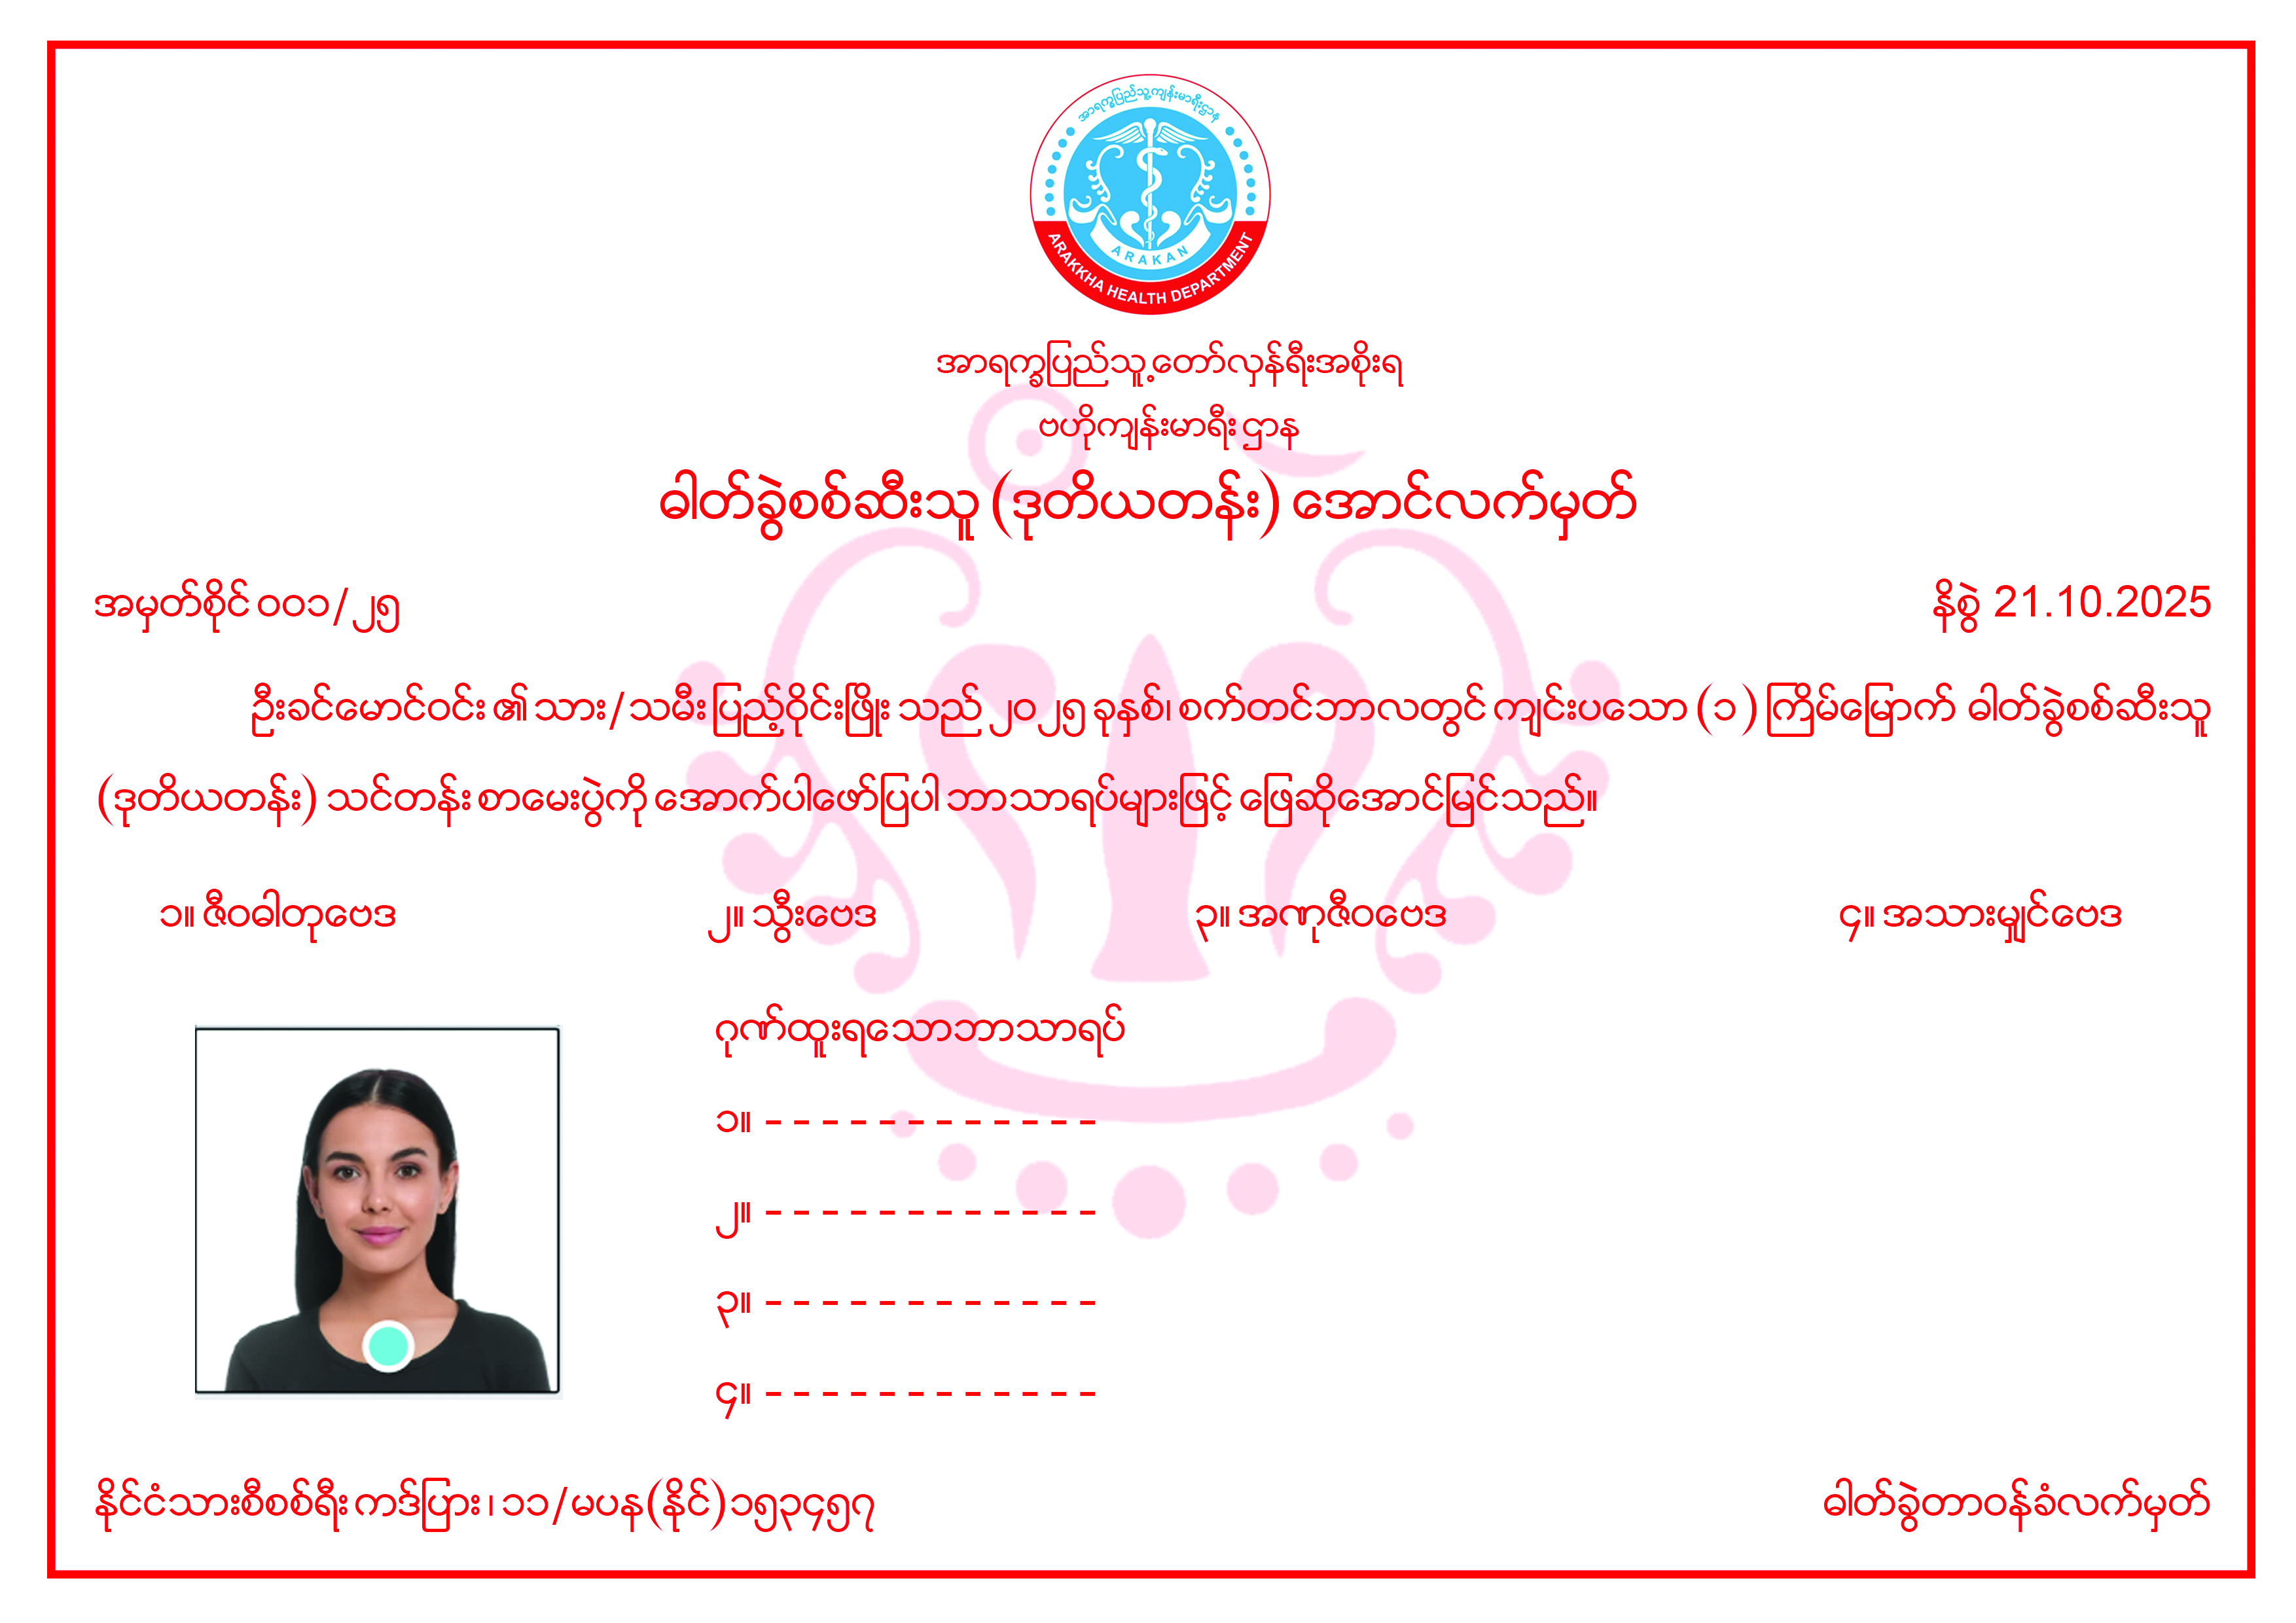 အာရက္ခပြည်သူ့ကျန်းမာရီးဌာန
ARAKAN
ARAKKHA HEALTH DEPARTMENT
အာရက္ခပြည်သူ့တော်လှန်ရီးအစိုးရ
ဗဟိုကျန်းမာရီးဌာန
ဓါတ်ခွဲစစ်ဆီးသူ (ဒုတိယတန်း) အောင်လက်မှတ်
အမှတ်စိုင် ၀၀၁/၂၅
နိစွဲ 21.10.2025
ဦးခင်မောင်ဝင်း ၏ သား/သမီး ပြည့်ဝိုင်းဖြိုး သည် ၂၀၂၅ ခုနှစ်၊ စက်တင်ဘာလတွင် ကျင်းပသော (၁) ကြိမ်မြောက် ဓါတ်ခွဲစစ်ဆီးသူ
(ဒုတိယတန်း) သင်တန်း စာမေးပွဲကို အောက်ပါဖော်ပြပါ ဘာသာရပ်များဖြင့် ဖြေဆိုအောင်မြင်သည်။
၁။ ဇီဝဓါတုဗေဒ
၂။ သွီးဗေဒ
၃။ အဏုဇီဝဗေဒ
၄။ အသားမျှင်ဗေဒ
ဂုဏ်ထူးရသောဘာသာရပ်
၁။ - - - - - - - - - - - -
၂။ - - - - - - - - - - - -
၃။ - - - - - - - - - - - -
၄။ - - - - - - - - - - - -
နိုင်ငံသားစီစစ်ရီး ကဒ်ပြား ၊ ၁၁/မပန(နိုင်)၁၅၃၄၅၇
ဓါတ်ခွဲတာဝန်ခံလက်မှတ်